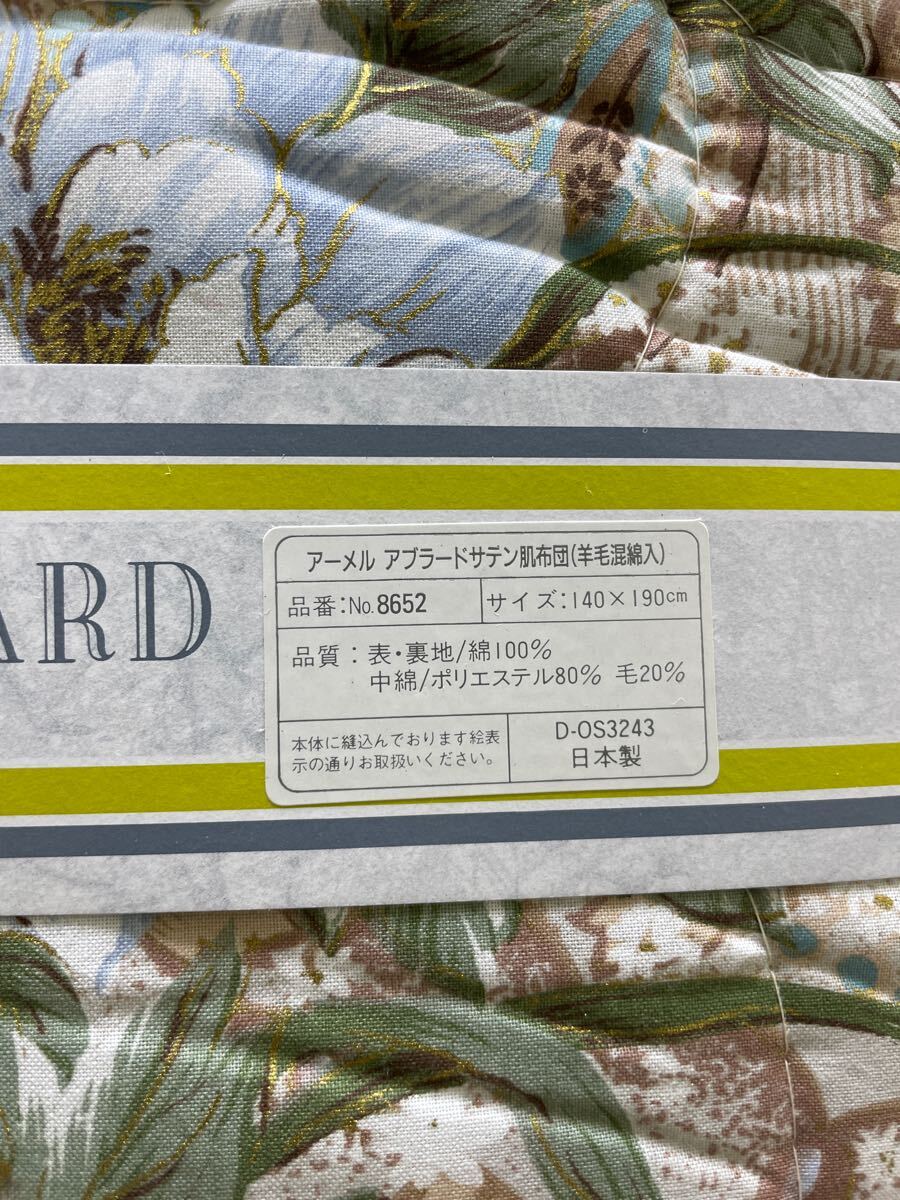 ARD
アーメル アブラードサテン肌布団(羊毛混綿入)
品番:No.8652
サイズ:140×190cm
品質:表・裏地/綿100%
中綿/ポリエステル80% 毛20%
本体に縫込んであります絵表
示の通りお取扱いください。
D-OS3243
日本製